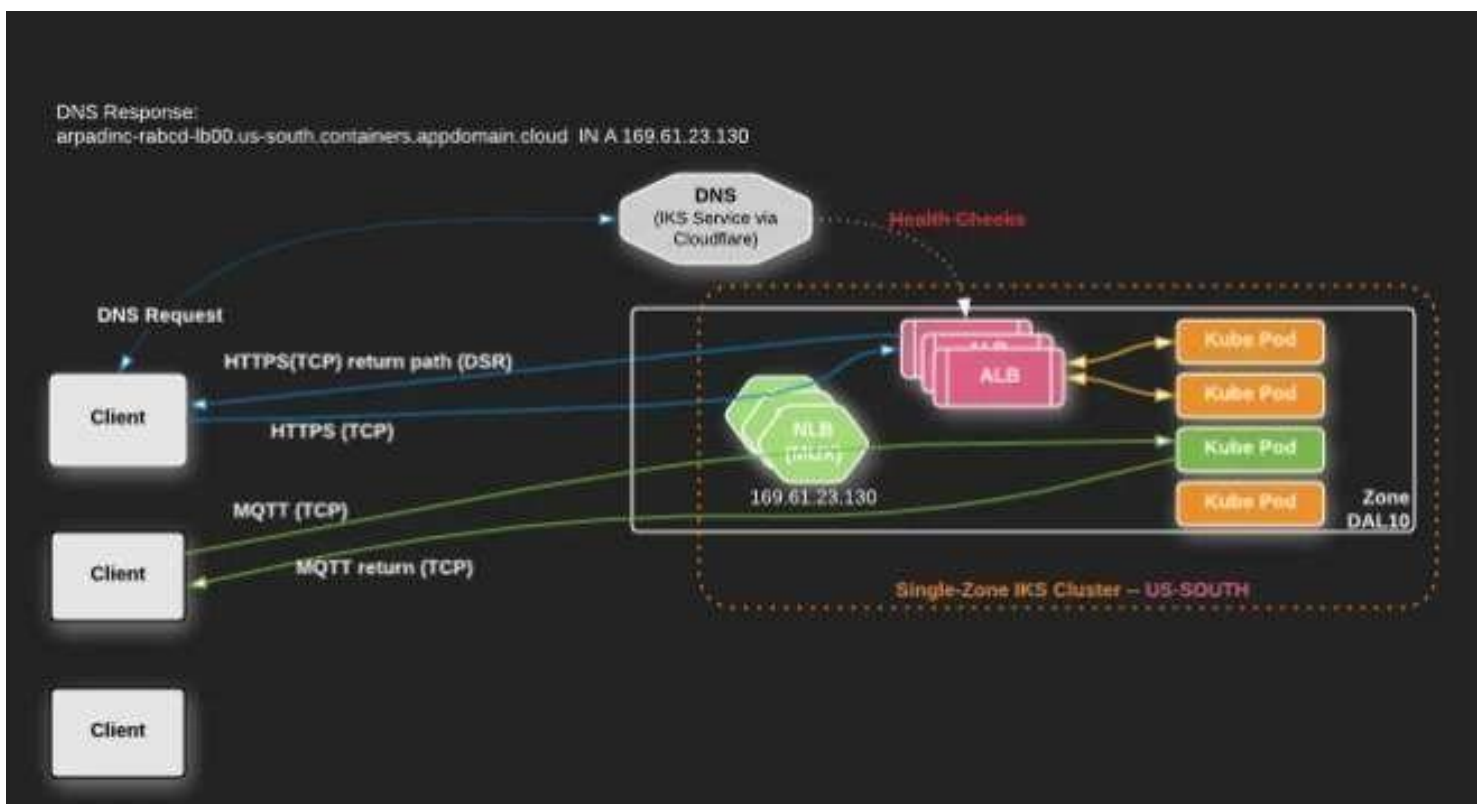 DNS Response:
arpadinc-rabcd-lb00.us-south.containers.appdomain.cloud IN A 169.61.23.130
DNS
(IKS Service via
Cloudflare)
Health Checks
DNS Request
HTTPS(TCP) return path (DSR)
Client
HTTPS (TCP)
ALB
ALB
Kube Pod
Kube Pod
Kube Pod
Kube Pod
NLB
(MUX)
169.61.23.130
Zone
DAL10
MQTT (TCP)
Client
MQTT return (TCP)
Single-Zone IKS Cluster – US-SOUTH
Client